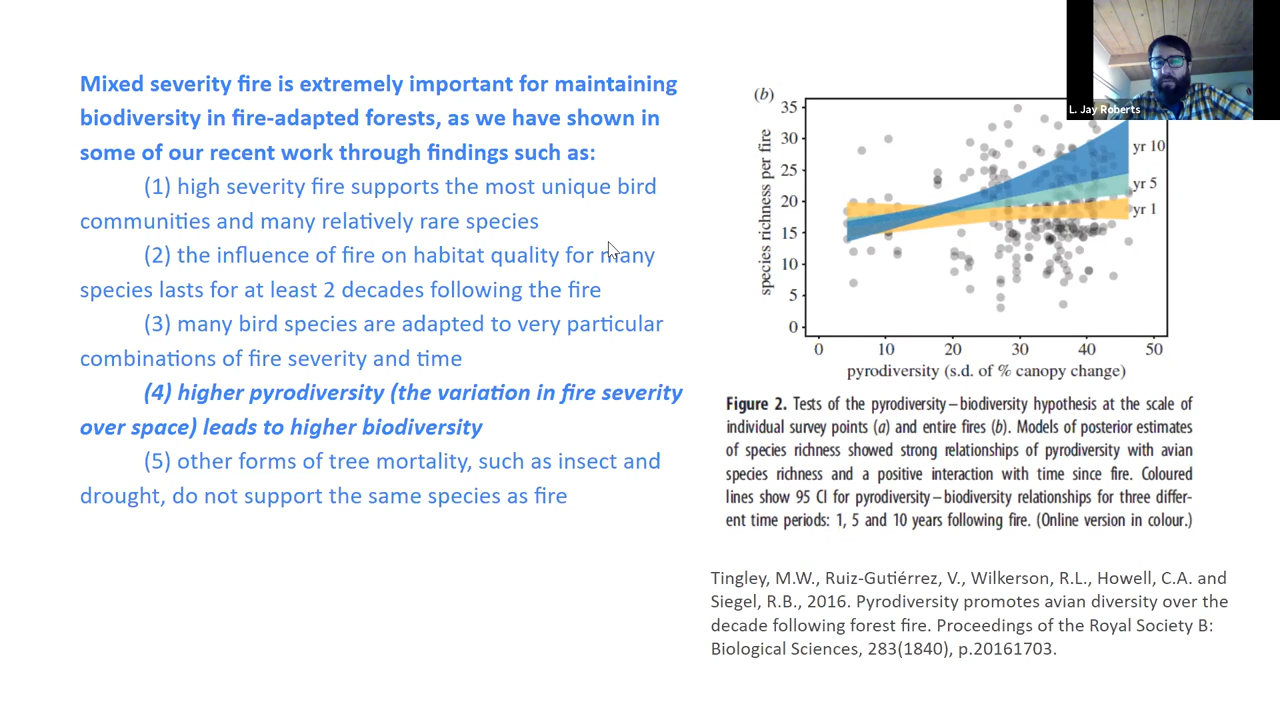 Mixed severity fire is extremely important for maintaining
biodiversity in fire-adapted forests, as we have shown in
some of our recent work through findings such as:
(1) high severity fire supports the most unique bird
communities and many relatively rare species
(2) the influence of fire on habitat quality for many
species lasts for at least 2 decades following the fire
(3) many bird species are adapted to very particular
combinations of fire severity and time
(4) higher pyrodiversity (the variation in fire severity
over space) leads to higher biodiversity
(5) other forms of tree mortality, such as insect and
drought, do not support the same species as fire
L. Jay Roberts
(b)
species richness per fire
35
30
25
20
15
10
5
0
yr 10
yr 5
yr 1
0 10 20 30 40 50
pyrodiversity (s.d. of % canopy change)
Figure 2. Tests of the pyrodiversity–biodiversity hypothesis at the scale of
individual survey points (a) and entire fires (b). Models of posterior estimates
of species richness showed strong relationships of pyrodiversity with avian
species richness and a positive interaction with time since fire. Coloured
lines show 95 CI for pyrodiversity–biodiversity relationships for three differ-
ent time periods: 1, 5 and 10 years following fire. (Online version in colour.)
Tingley, M.W., Ruiz-Gutiérrez, V., Wilkerson, R.L., Howell, C.A. and
Siegel, R.B., 2016. Pyrodiversity promotes avian diversity over the
decade following forest fire. Proceedings of the Royal Society B:
Biological Sciences, 283(1840), p.20161703.